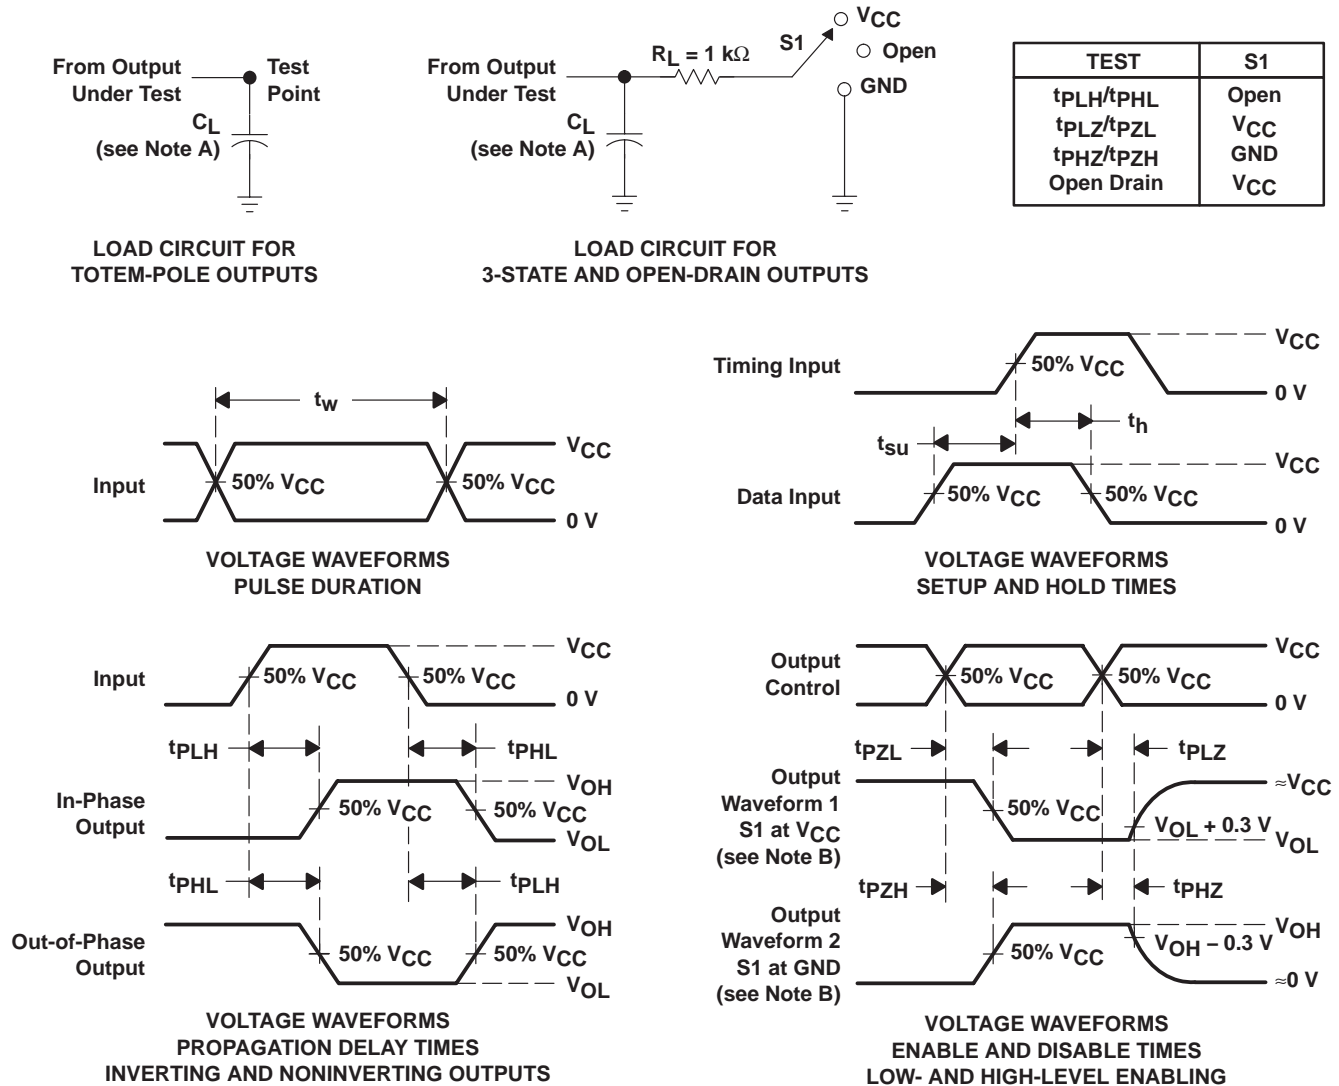 From Output
Under Test
Test
Point
CL
(see Note A)
LOAD CIRCUIT FOR
TOTEM-POLE OUTPUTS
From Output
Under Test
RL = 1 kΩ
S1
VCC
Open
GND
CL
(see Note A)
LOAD CIRCUIT FOR
3-STATE AND OPEN-DRAIN OUTPUTS
TEST S1
tPLH/tPHL Open
tPLZ/tPZL VCC
tPHZ/tPZH GND
Open Drain VCC
tw
Input
50% VCC
50% VCC
VCC
0 V
VOLTAGE WAVEFORMS
PULSE DURATION
Timing Input
50% VCC
VCC
0 V
tsu
th
Data Input
50% VCC
50% VCC
VCC
0 V
VOLTAGE WAVEFORMS
SETUP AND HOLD TIMES
Input
50% VCC
50% VCC
VCC
0 V
tPLH
tPHL
In-Phase
Output
50% VCC
50% VCC
VOH
VOL
tPHL
tPLH
Out-of-Phase
Output
50% VCC
50% VCC
VOH
VOL
VOLTAGE WAVEFORMS
PROPAGATION DELAY TIMES
INVERTING AND NONINVERTING OUTPUTS
Output
Control
50% VCC
50% VCC
VCC
0 V
tPZL
tPLZ
Output
Waveform 1
S1 at VCC
(see Note B)
50% VCC
≈VCC
VOL + 0.3 V
VOL
tPZH
tPHZ
Output
Waveform 2
S1 at GND
(see Note B)
50% VCC
VOH
VOH − 0.3 V
≈0 V
VOLTAGE WAVEFORMS
ENABLE AND DISABLE TIMES
LOW- AND HIGH-LEVEL ENABLING